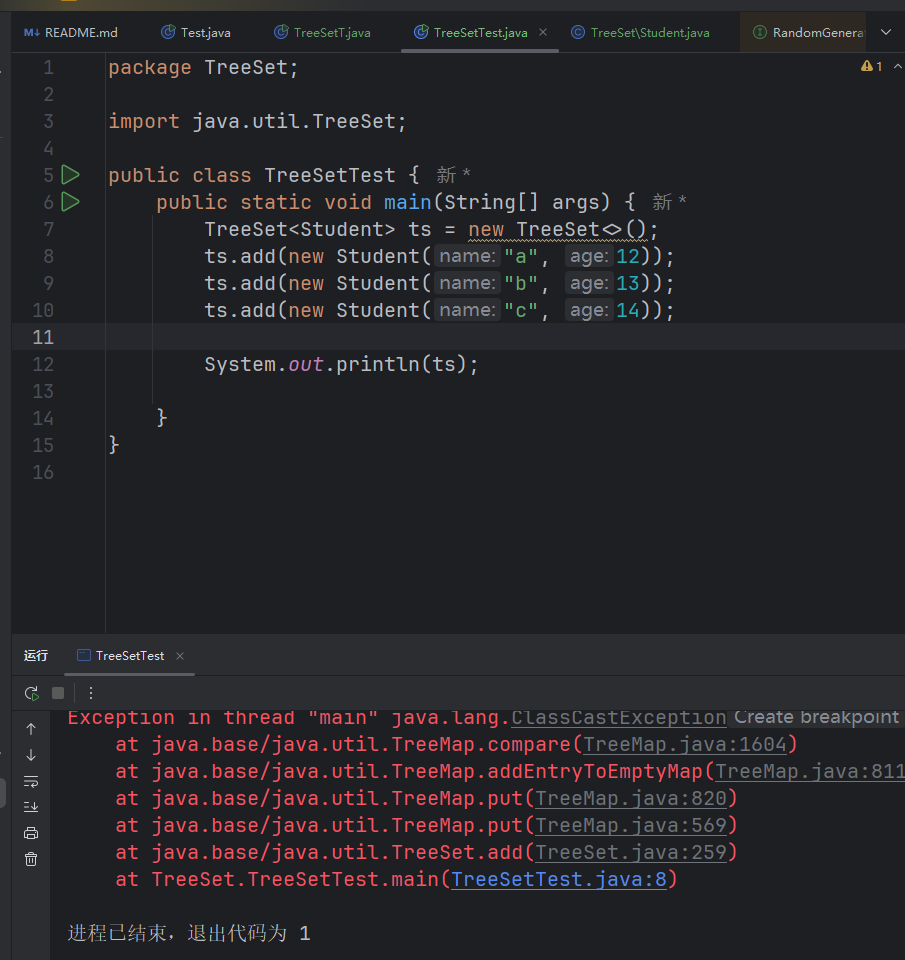 README.md Test.java TreeSetT.java TreeSetTest.java TreeSet\Student.java RandomGenera
1 package TreeSet; 1
2
3 import java.util.TreeSet;
4
5 public class TreeSetTest { 新 *
6 public static void main(String[] args) { 新 *
7 TreeSet<Student> ts = new TreeSet<>();
8 ts.add(new Student( name: "a", age: 12));
9 ts.add(new Student( name: "b", age: 13));
10 ts.add(new Student( name: "c", age: 14));
11
12 System.out.println(ts);
13
14 }
15 }
16
运行 TreeSetTest
Exception in thread "main" java.lang.ClassCastException Create breakpoint
at java.base/java.util.TreeMap.compare(TreeMap.java:1604)
at java.base/java.util.TreeMap.addEntryToEmptyMap(TreeMap.java:811
at java.base/java.util.TreeMap.put(TreeMap.java:820)
at java.base/java.util.TreeMap.put(TreeMap.java:569)
at java.base/java.util.TreeSet.add(TreeSet.java:259)
at TreeSet.TreeSetTest.main(TreeSetTest.java:8)
进程已结束，退出代码为 1